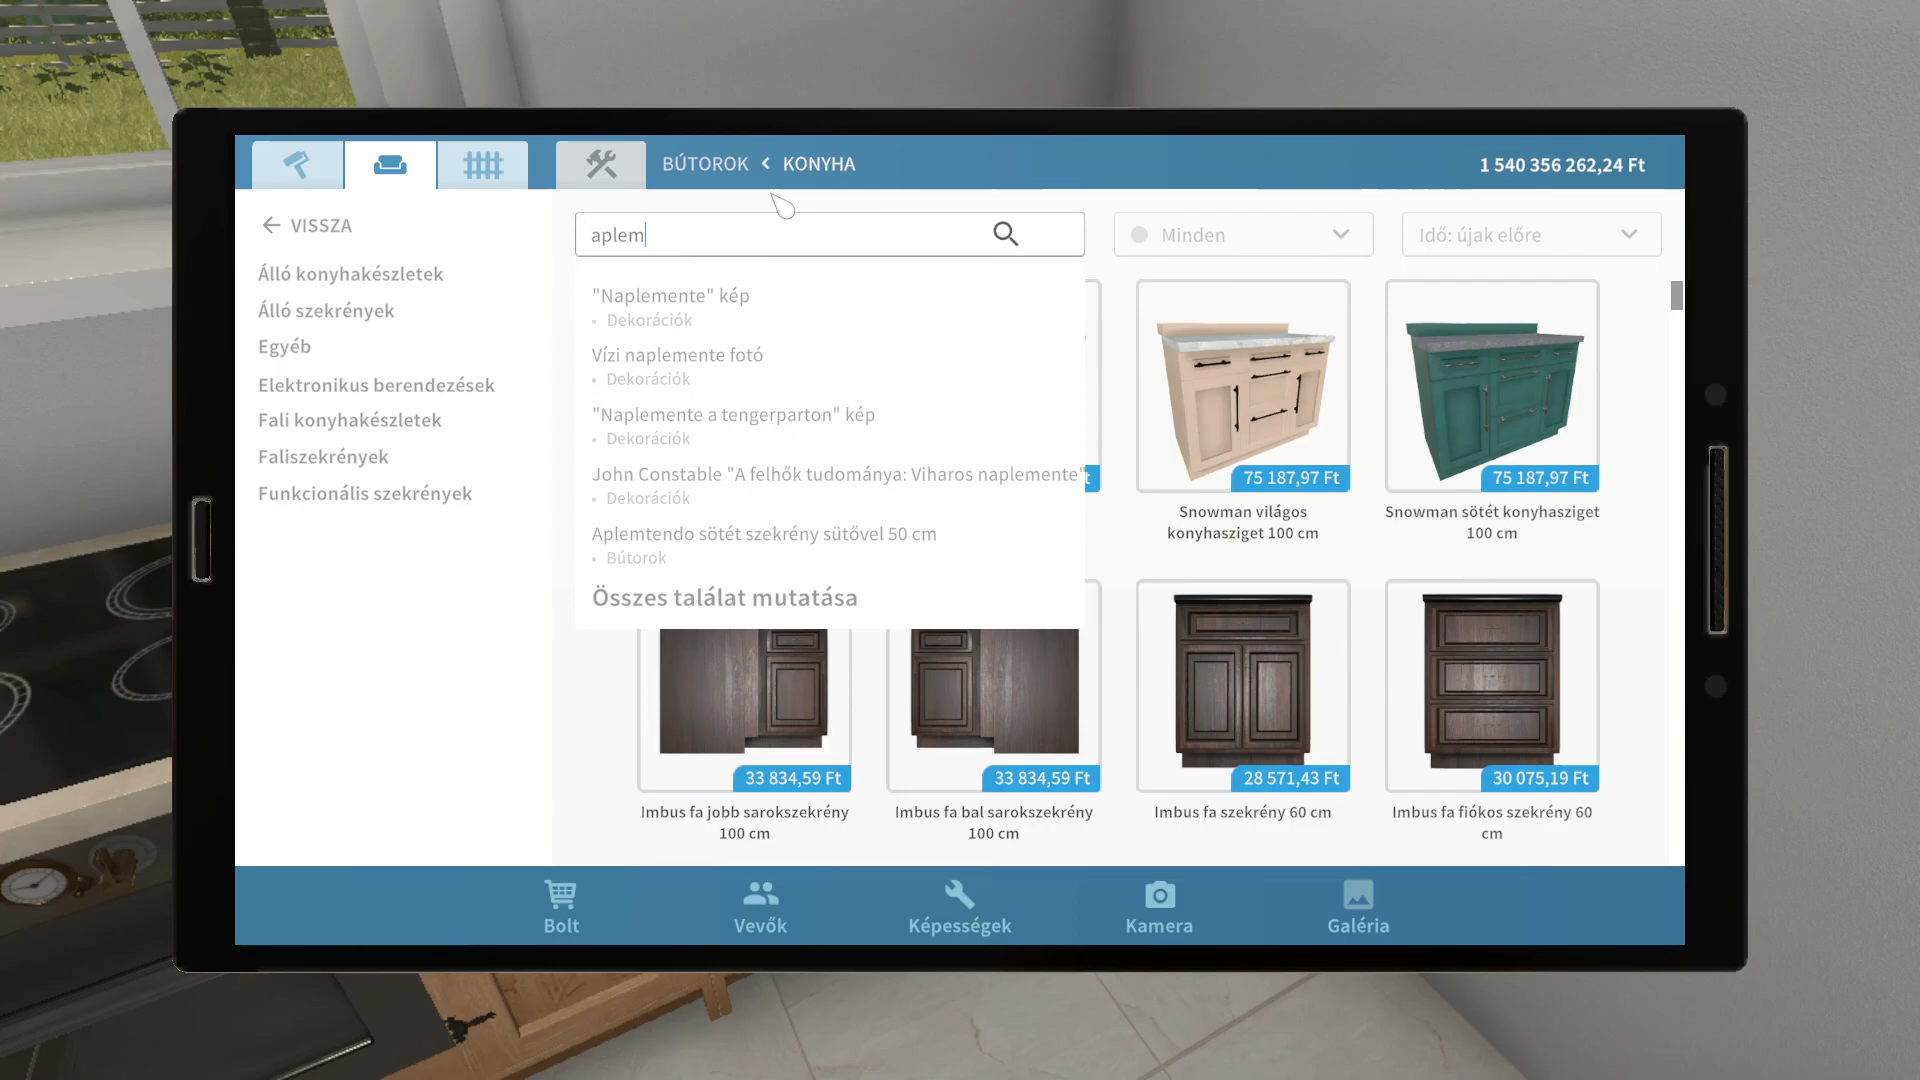 BÚTOROK < KONYHA
1 540 356 262,24 Ft
VISSZA
Álló konyhakészletek
Álló szekrények
Egyéb
Elektronikus berendezések
Fali konyhakészletek
Faliszekrények
Funkcionális szekrények
aplem
Minden
Idő: újak előre
"Naplemente" kép
• Dekorációk
Vízi naplemente fotó
• Dekorációk
"Naplemente a tengerparton" kép
• Dekorációk
John Constable "A felhők tudománya: Viharos naplemente"
• Dekorációk
Aplemtendo sötét szekrény sütővel 50 cm
• Bútorok
Összes találat mutatása
75 187,97 Ft
Snowman világos
konyhasziget 100 cm
75 187,97 Ft
Snowman sötét konyhasziget
100 cm
33 834,59 Ft
Imbus fa jobb sarokszekrény
100 cm
33 834,59 Ft
Imbus fa bal sarokszekrény
100 cm
28 571,43 Ft
Imbus fa szekrény 60 cm
30 075,19 Ft
Imbus fa fiókos szekrény 60
cm
Bolt
Vevők
Képességek
Kamera
Galéria